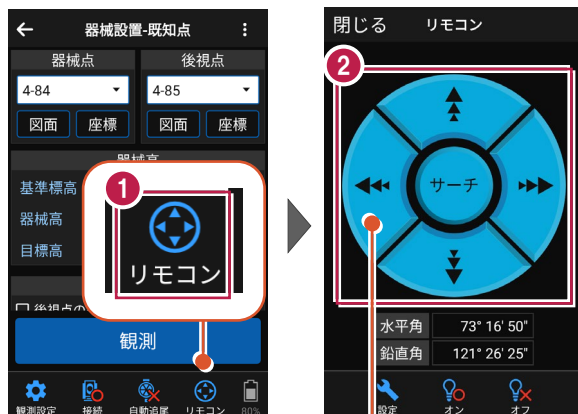 器械設置-既知点
器械点
後視点
4-84
4-85
図面
座標
図面
座標
器械高
基準標高
器械高
目標高
1
リモコン
観測
観測設定
接続
自動追尾
リモコン
80%
閉じる
リモコン
2
サーチ
水平角
73° 16' 50"
鉛直角
121° 26' 25"
設定
オン
オフ